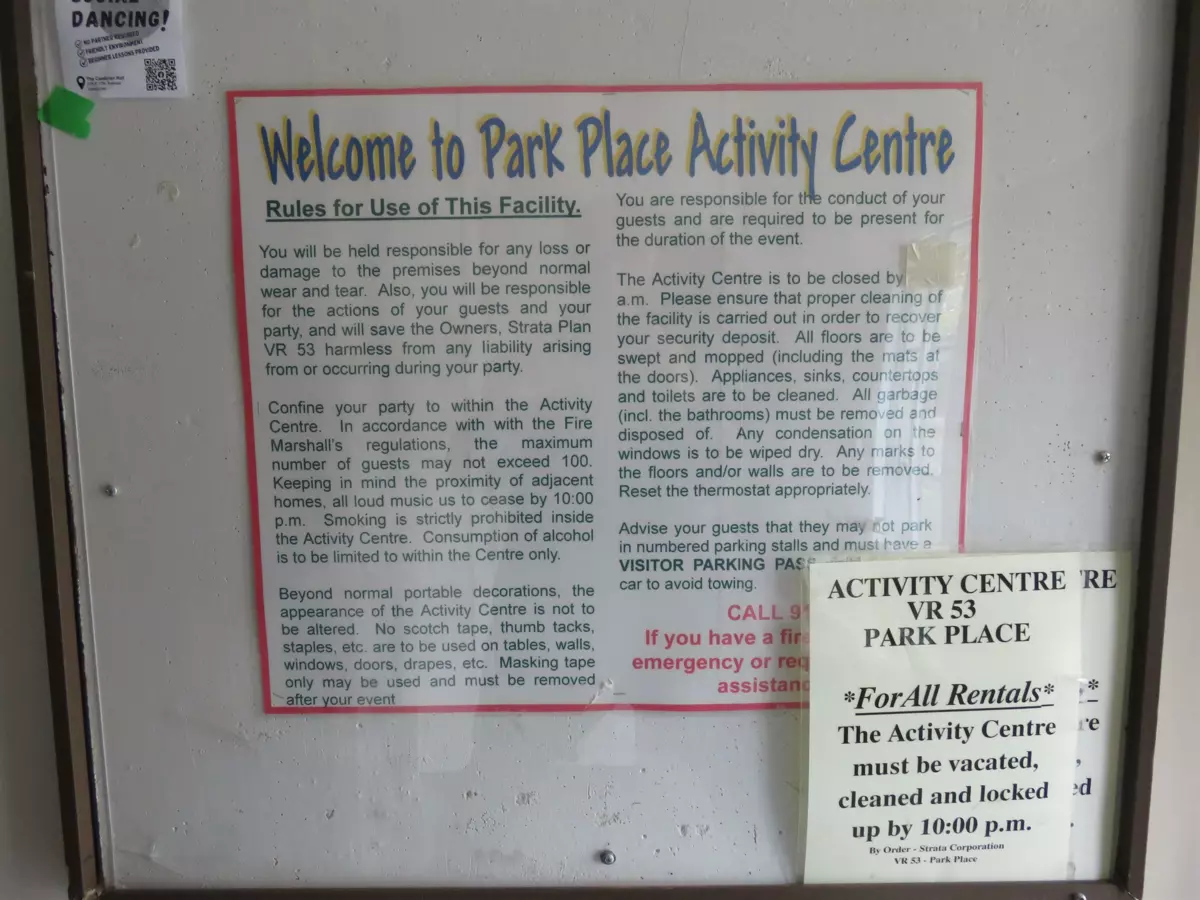 DANCING!
NO PARTNER REQUIRED
FRIENDLY ENVIRONMENT
BEGINNER LESSONS PROVIDED
Welcome to Park Place Activity Centre
Rules for Use of This Facility.
You will be held responsible for any loss or
damage to the premises beyond normal
wear and tear. Also, you will be responsible
for the actions of your guests and your
party, and will save the Owners, Strata Plan
VR 53 harmless from any liability arising
from or occurring during your party.
Confine your party to within the Activity
Centre. In accordance with with the Fire
Marshall's regulations, the maximum
number of guests may not exceed 100.
Keeping in mind the proximity of adjacent
homes, all loud music us to cease by 10:00
p.m. Smoking is strictly prohibited inside
the Activity Centre. Consumption of alcohol
is to be limited to within the Centre only.
Beyond normal portable decorations, the
appearance of the Activity Centre is not to
be altered. No scotch tape, thumb tacks,
staples, etc. are to be used on tables, walls,
windows, doors, drapes, etc. Masking tape
only may be used and must be removed
after your event
You are responsible for the conduct of your
guests and are required to be present for
the duration of the event.
The Activity Centre is to be closed by
a.m. Please ensure that proper cleaning of
the facility is carried out in order to recover
your security deposit. All floors are to be
swept and mopped (including the mats at
the doors). Appliances, sinks, countertops
and toilets are to be cleaned. All garbage
(incl. the bathrooms) must be removed and
disposed of. Any condensation on the
windows is to be wiped dry. Any marks to
the floors and/or walls are to be removed.
Reset the thermostat appropriately.
Advise your guests that they may not park
in numbered parking stalls and must have a
VISITOR PARKING PASS
car to avoid towing.
CALL 91
If you have a fire
emergency or req
assistanc
ACTIVITY CENTRE TRE
VR 53
PARK PLACE
*For All Rentals* *
The Activity Centre re
must be vacated, ,
cleaned and locked ed
up by 10:00 p.m. .
By Order - Strata Corporation
VR 53 - Park Place